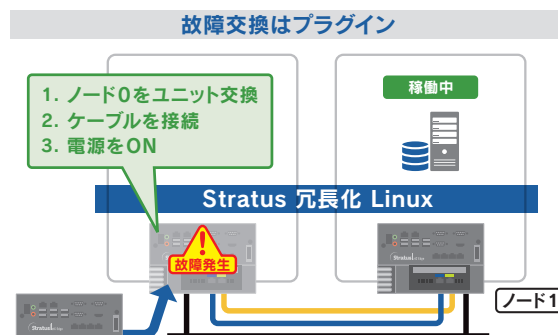 故障交換はプラグイン
1. ノード0をユニット交換
2. ケーブルを接続
3. 電源をON
稼働中
Stratus 冗長化 Linux
故障発生
Stratus
Stratus
ノード1
Stratus